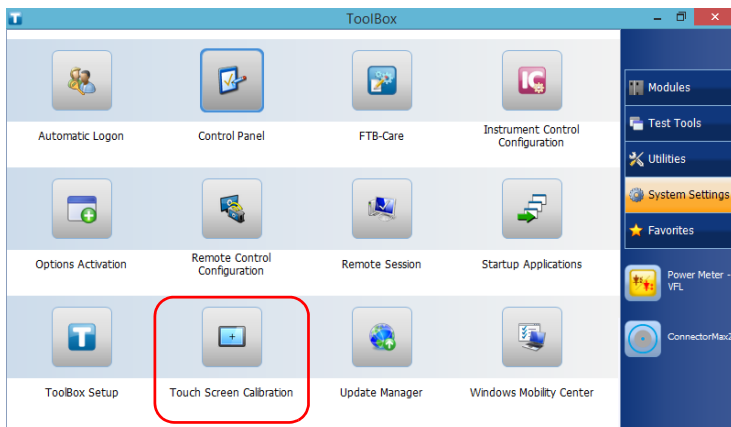 ToolBox
Automatic Logon
Control Panel
FTB-Care
Instrument Control
Configuration
Options Activation
Remote Control
Configuration
Remote Session
Startup Applications
ToolBox Setup
Touch Screen Calibration
Update Manager
Windows Mobility Center
Modules
Test Tools
Utilities
System Settings
Favorites
Power Meter -
VFL
ConnectorMax2